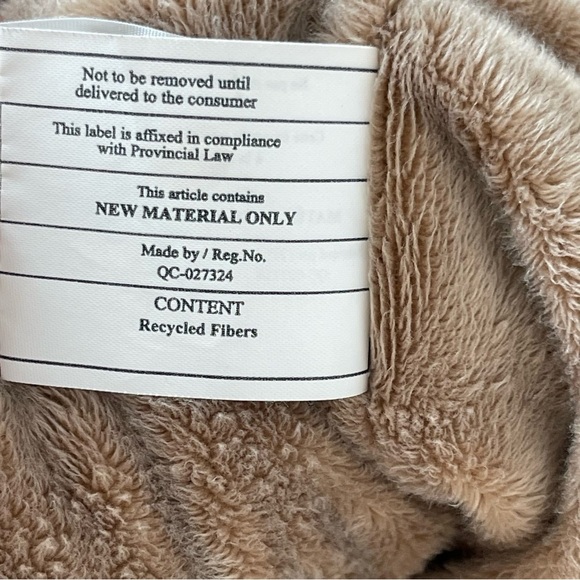 Not to be removed until
delivered to the consumer
This label is affixed in compliance
with Provincial Law
This article contains
NEW MATERIAL ONLY
Made by / Reg.No.
QC-027324
CONTENT
Recycled Fibers